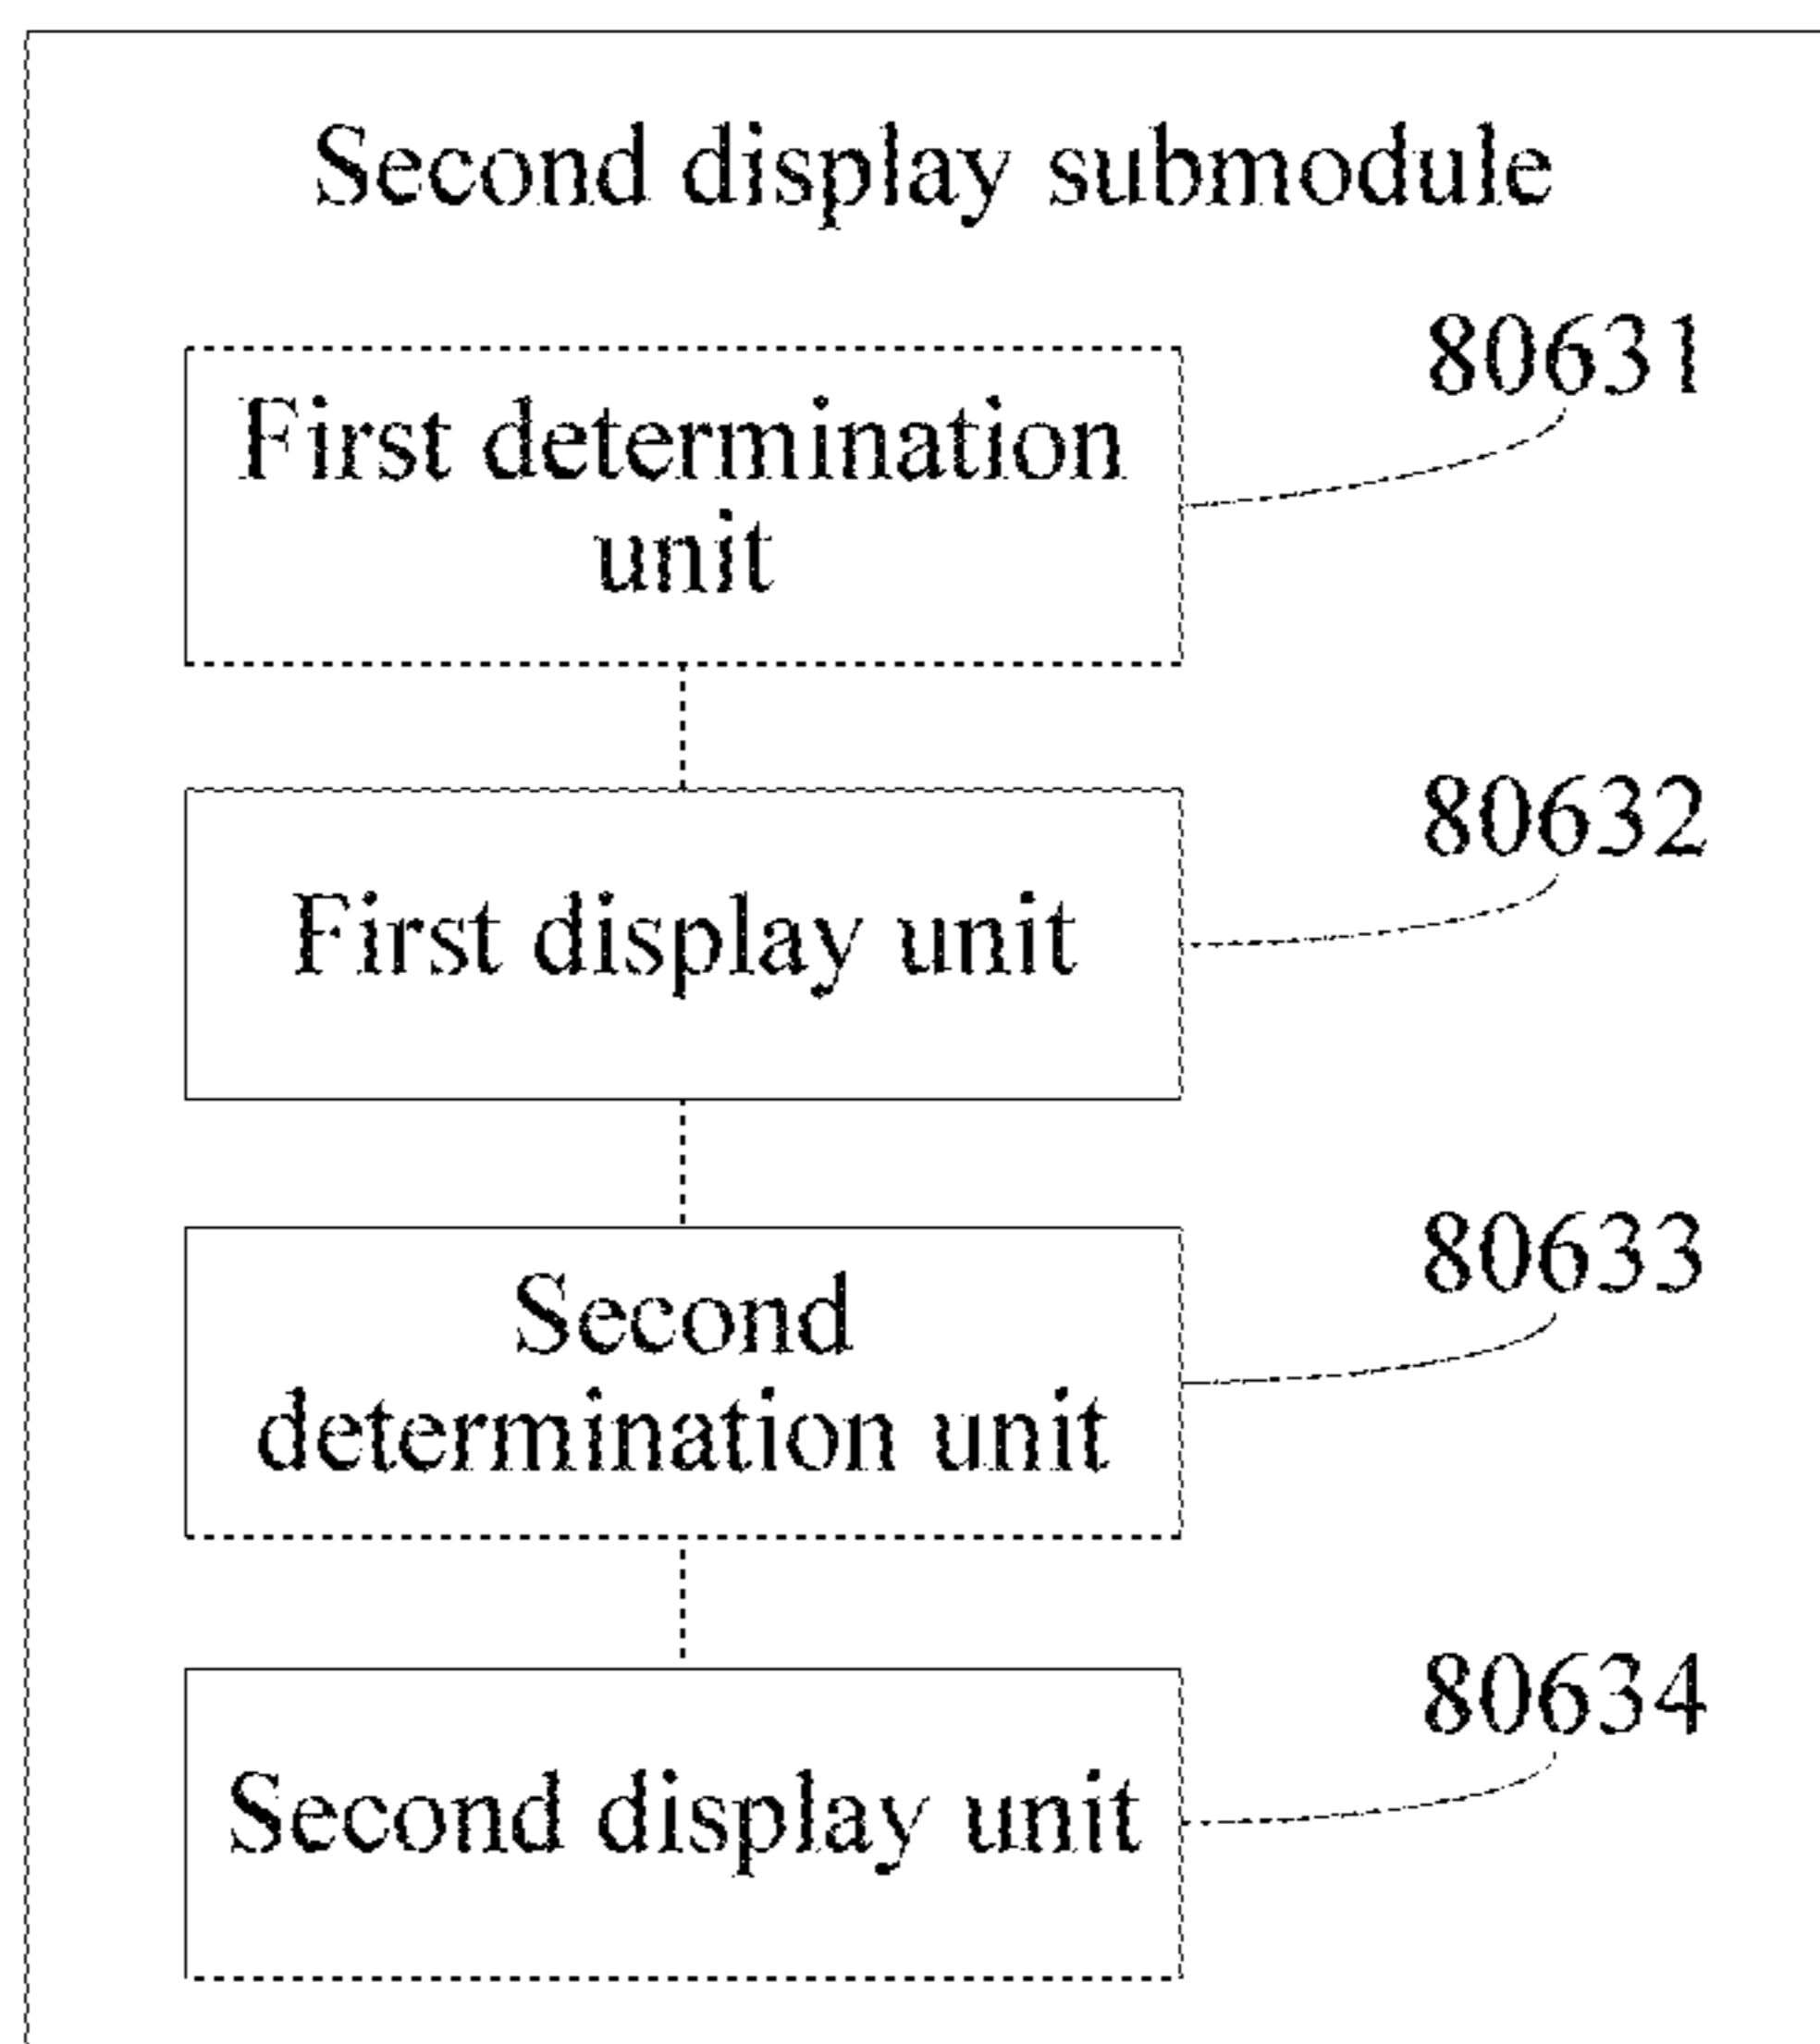 Second display submodule
80631
First determination
unit
80632
First display unit
80633
Second
determination unit
80634
Second display unit